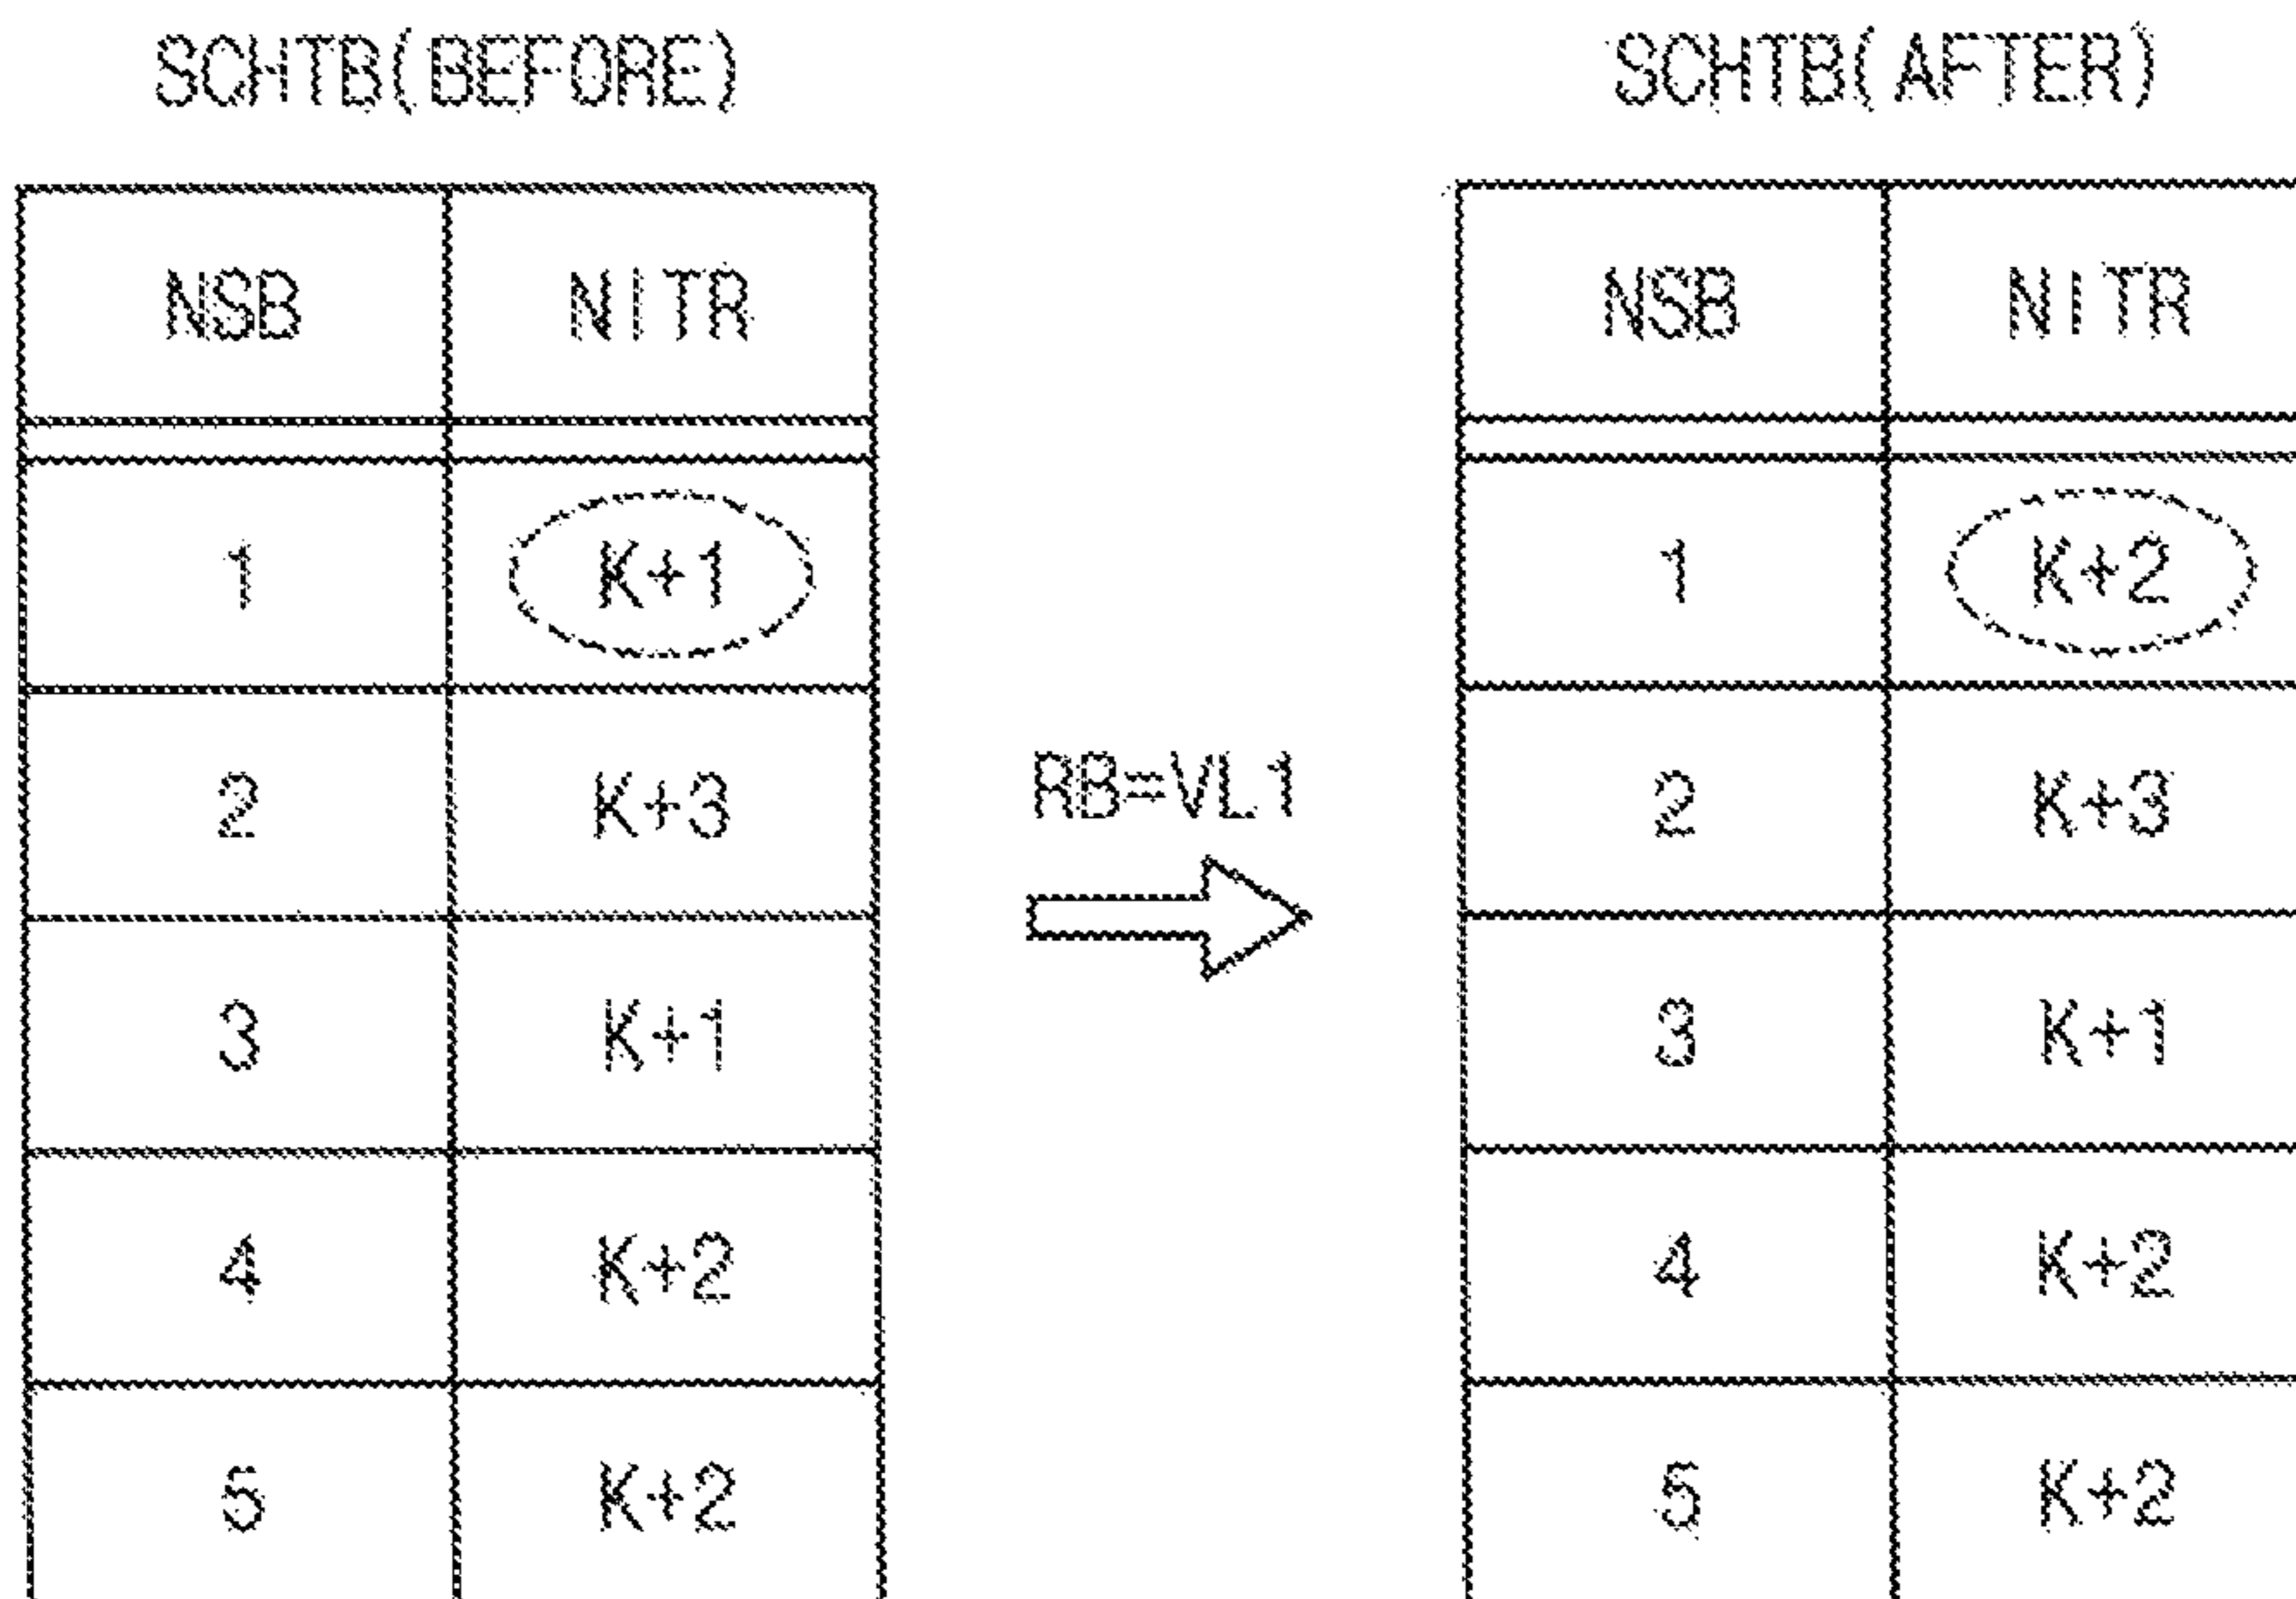 SCHTB(BEFORE)
NSB NITR
1 K+1
2 K+3
3 K+1
4 K+2
5 K+2
RB=VL1
SCHTB(AFTER)
NSB NITR
1 K+2
2 K+3
3 K+1
4 K+2
5 K+2